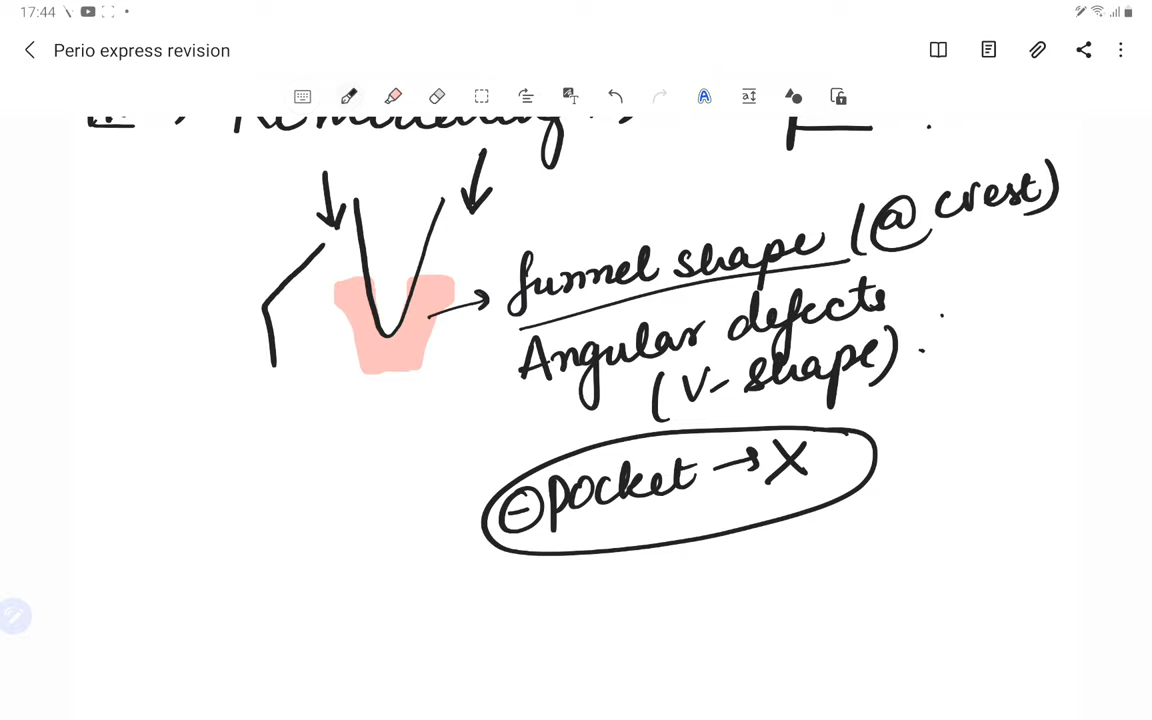 17:44
Perio express revision
funnel shape (@ crest)
Angular defects
(V-shape)
⊖ pocket → X